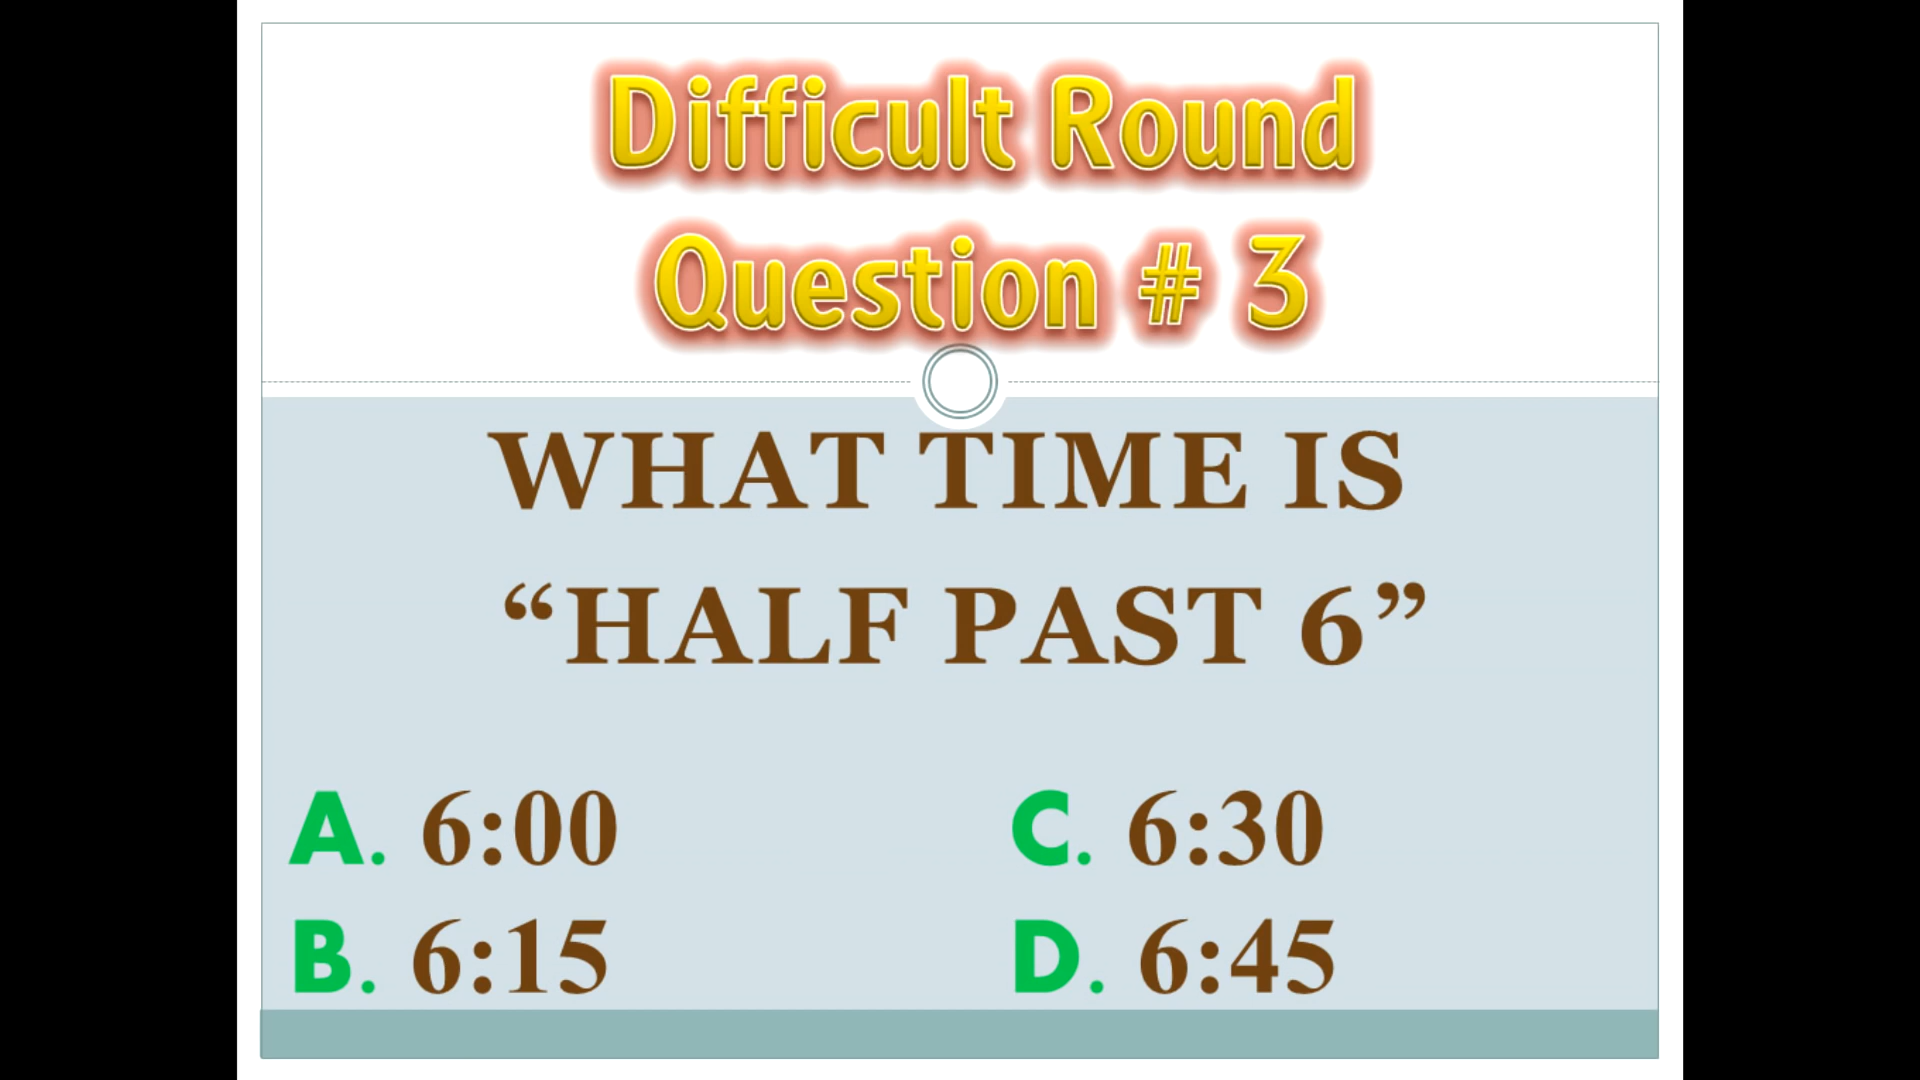 Difficult Round
Question # 3
WHAT TIME IS
“HALF PAST 6”
A. 6:00
B. 6:15
C. 6:30
D. 6:45